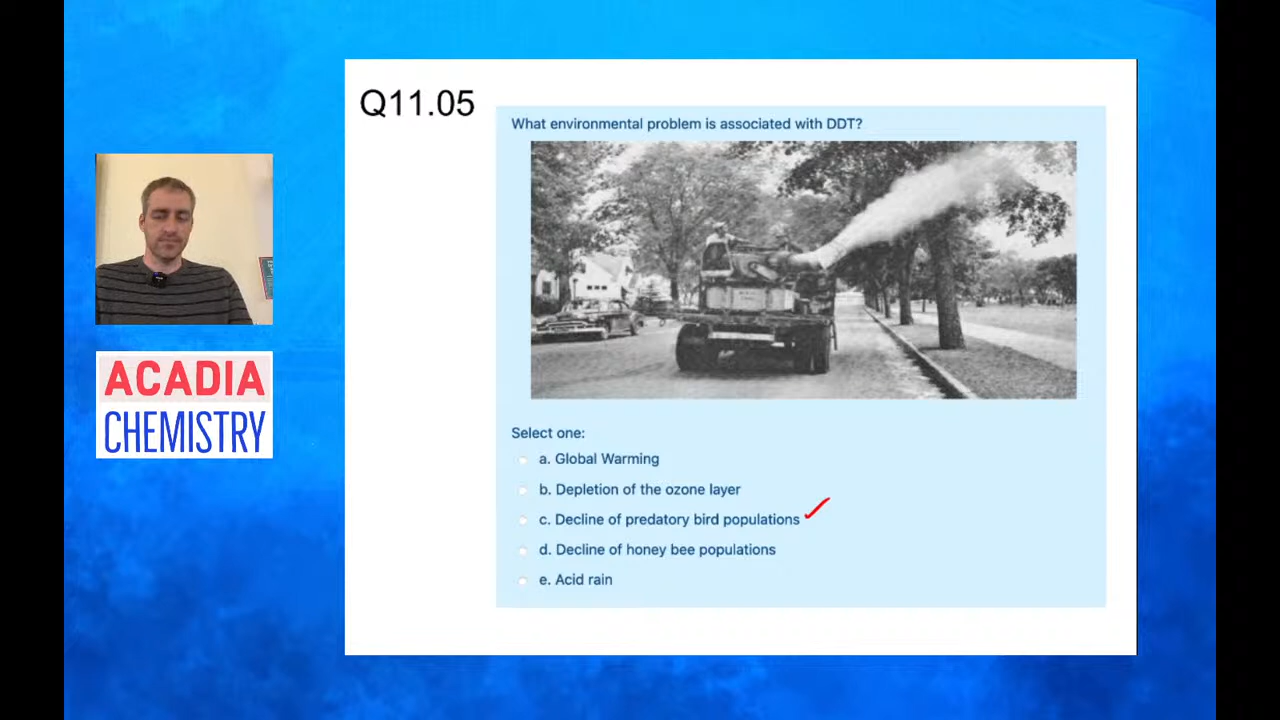 Q11.05
What environmental problem is associated with DDT?
ACADIA
CHEMISTRY
Select one:
a. Global Warming
b. Depletion of the ozone layer
c. Decline of predatory bird populations
d. Decline of honey bee populations
e. Acid rain